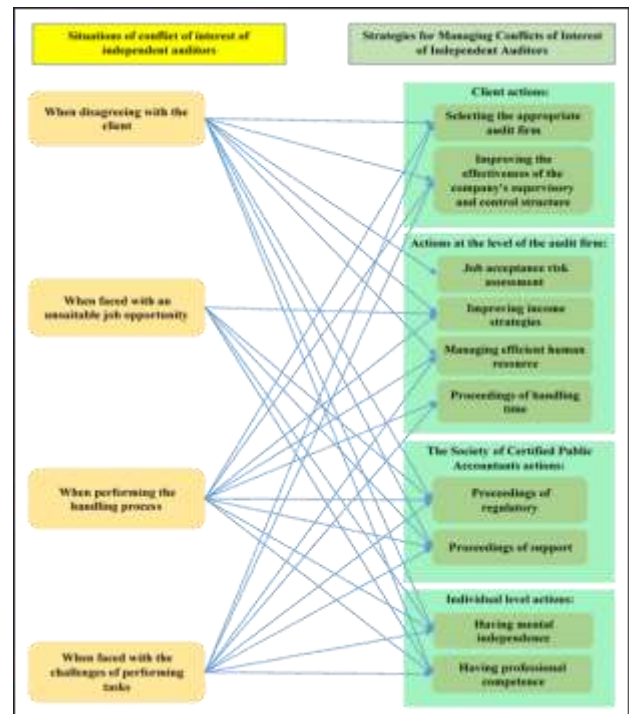 Situations of conflict of interest of
independent auditors
Strategies for Managing Conflicts of Interest
of Independent Auditors
When disagreeing with the
client
When faced with an
unsuitable job opportunity
When performing the
handling process
When faced with the
challenges of performing
tasks
Client actions:
Selecting the appropriate
audit firm
Improving the
effectiveness of the
company's supervisory
and control structure
Actions at the level of the audit firm:
Job acceptance risk
assessment
Improving income
strategies
Managing efficient human
resource
Proceedings of handling
time
The Society of Certified Public
Accountants actions:
Proceedings of
regulatory
Proceedings of support
Individual level actions:
Having mental
independence
Having professional
competence